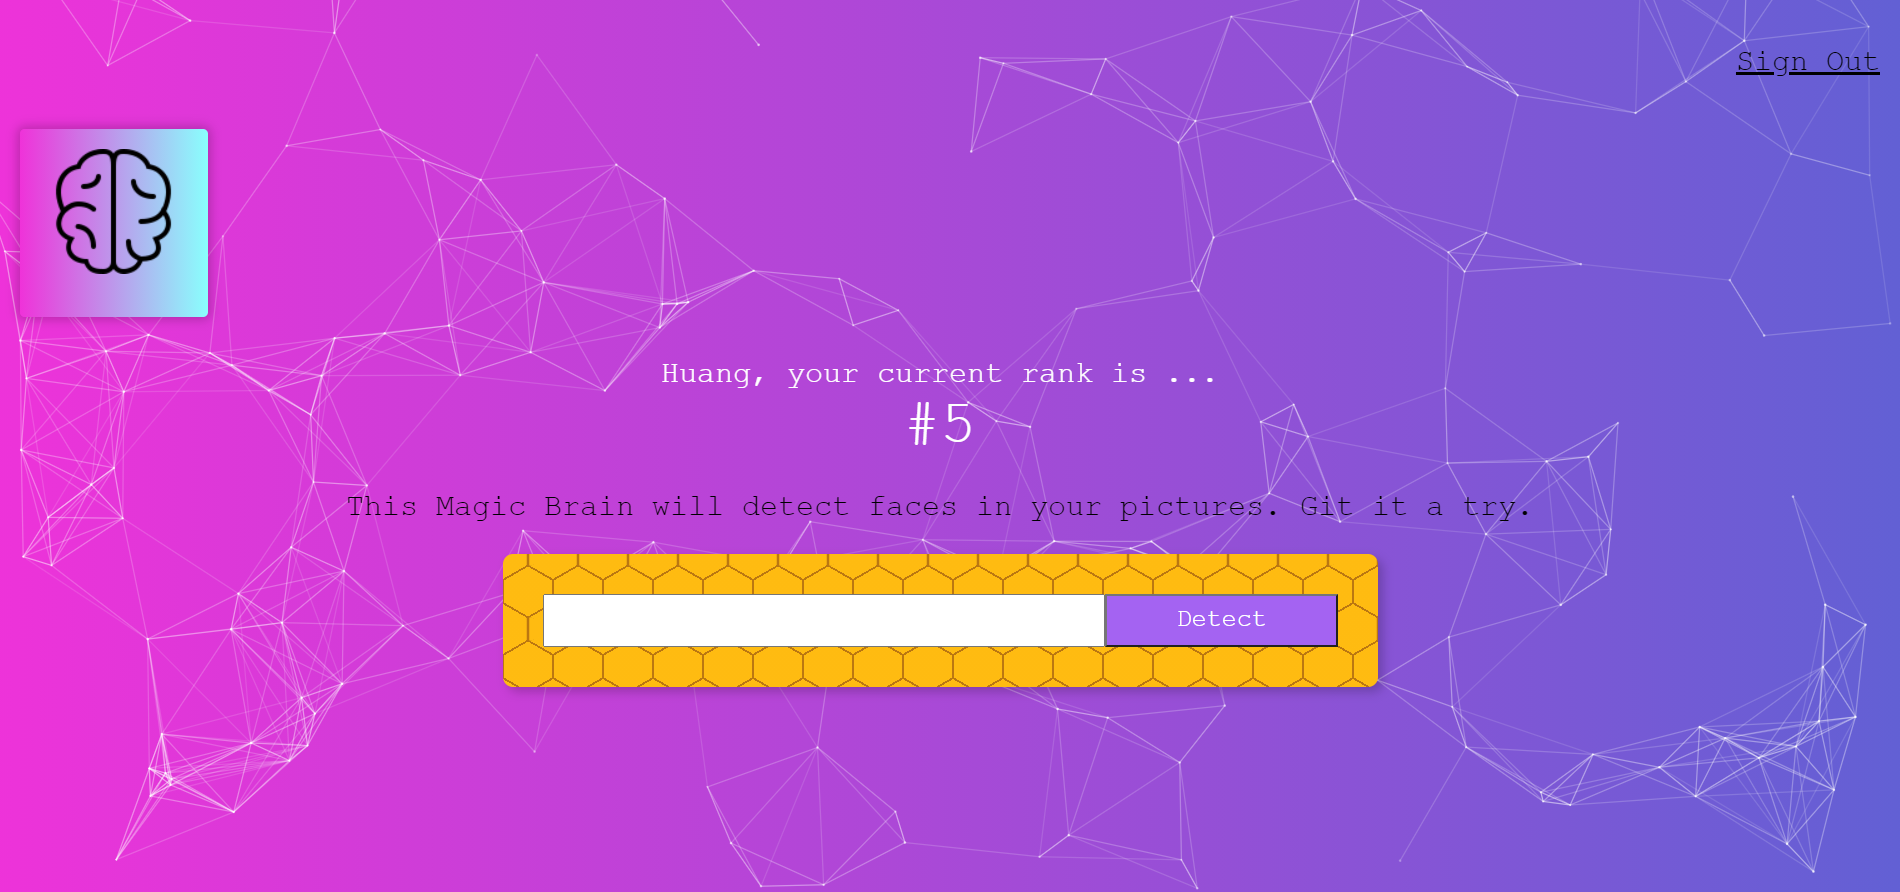 Sign Out
Huang, your current rank is ...
#5
This Magic Brain will detect faces in your pictures. Git it a try.
Detect